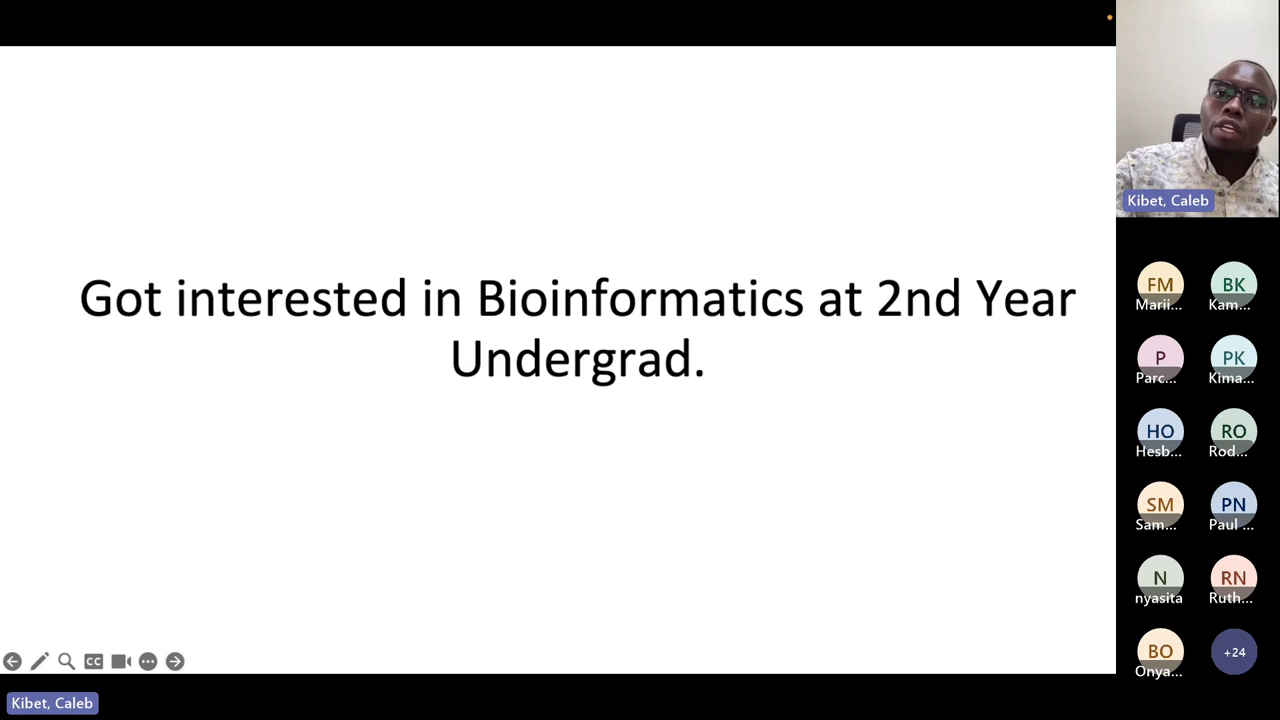 Got interested in Bioinformatics at 2nd Year
Undergrad.
Kibet, Caleb
FM
Marii...
BK
Kam...
P
Parc...
PK
Kima...
HO
Hesb...
RO
Rod...
SM
Sam...
PN
Paul ...
N
nyasita
RN
Ruth...
BO
Onya...
+24
CC
Kibet, Caleb